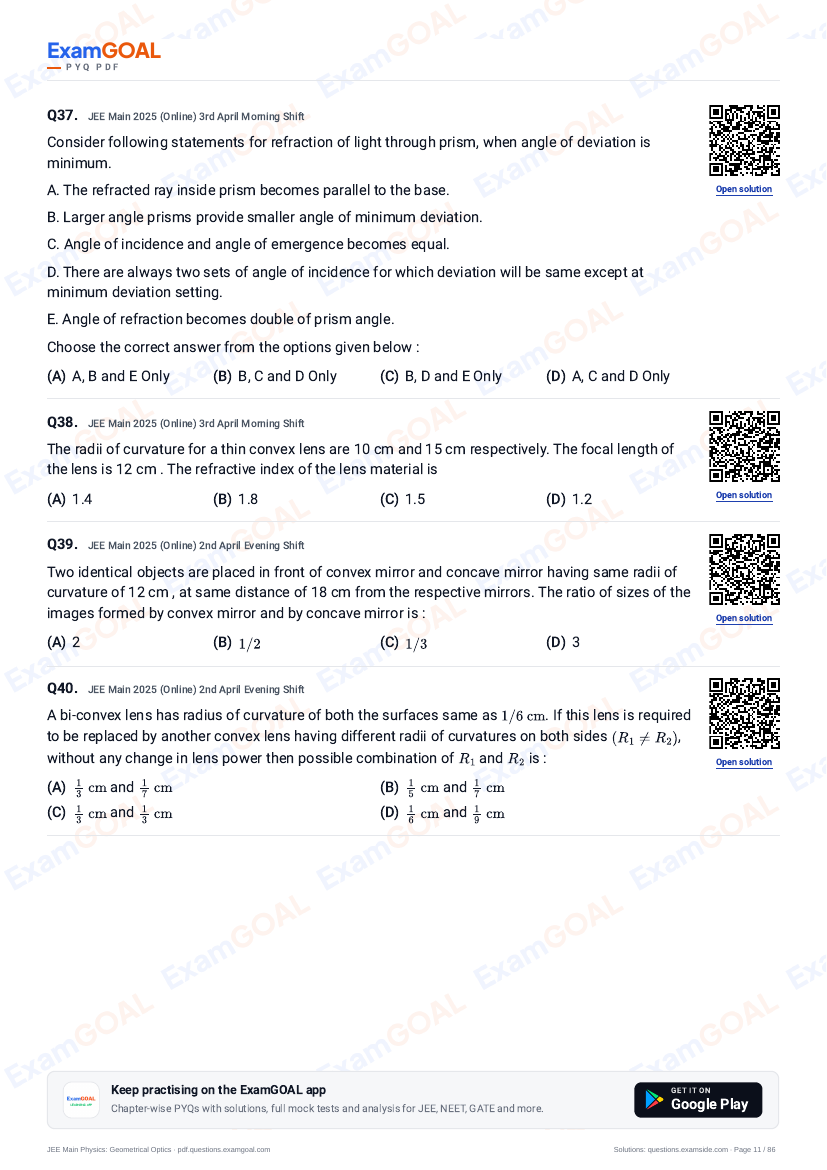 ExamGOAL
PYQ PDF
Q37. JEE Main 2025 (Online) 3rd April Morning Shift
Consider following statements for refraction of light through prism, when angle of deviation is
minimum.
Open solution
A. The refracted ray inside prism becomes parallel to the base.
B. Larger angle prisms provide smaller angle of minimum deviation.
C. Angle of incidence and angle of emergence becomes equal.
D. There are always two sets of angle of incidence for which deviation will be same except at
minimum deviation setting.
E. Angle of refraction becomes double of prism angle.
Choose the correct answer from the options given below :
(A) A, B and E Only (B) B, C and D Only (C) B, D and E Only (D) A, C and D Only
Q38. JEE Main 2025 (Online) 3rd April Morning Shift
The radii of curvature for a thin convex lens are 10 cm and 15 cm respectively. The focal length of
the lens is 12 cm . The refractive index of the lens material is
Open solution
(A) 1.4 (B) 1.8 (C) 1.5 (D) 1.2
Q39. JEE Main 2025 (Online) 2nd April Evening Shift
Two identical objects are placed in front of convex mirror and concave mirror having same radii of
curvature of 12 cm , at same distance of 18 cm from the respective mirrors. The ratio of sizes of the
images formed by convex mirror and by concave mirror is :
Open solution
(A) 2 (B) 1/2 (C) 1/3 (D) 3
Q40. JEE Main 2025 (Online) 2nd April Evening Shift
A bi-convex lens has radius of curvature of both the surfaces same as 1/6 cm. If this lens is required
to be replaced by another convex lens having different radii of curvatures on both sides (R₁ ≠ R₂),
without any change in lens power then possible combination of R₁ and R₂ is :
Open solution
(A) 1/3 cm and 1/7 cm (B) 1/5 cm and 1/7 cm
(C) 1/3 cm and 1/3 cm (D) 1/6 cm and 1/9 cm
Keep practising on the ExamGOAL app
Chapter-wise PYQs with solutions, full mock tests and analysis for JEE, NEET, GATE and more.
GET IT ON
Google Play
JEE Main Physics: Geometrical Optics · pdf.questions.examgoal.com Solutions: questions.examside.com · Page 11 / 86